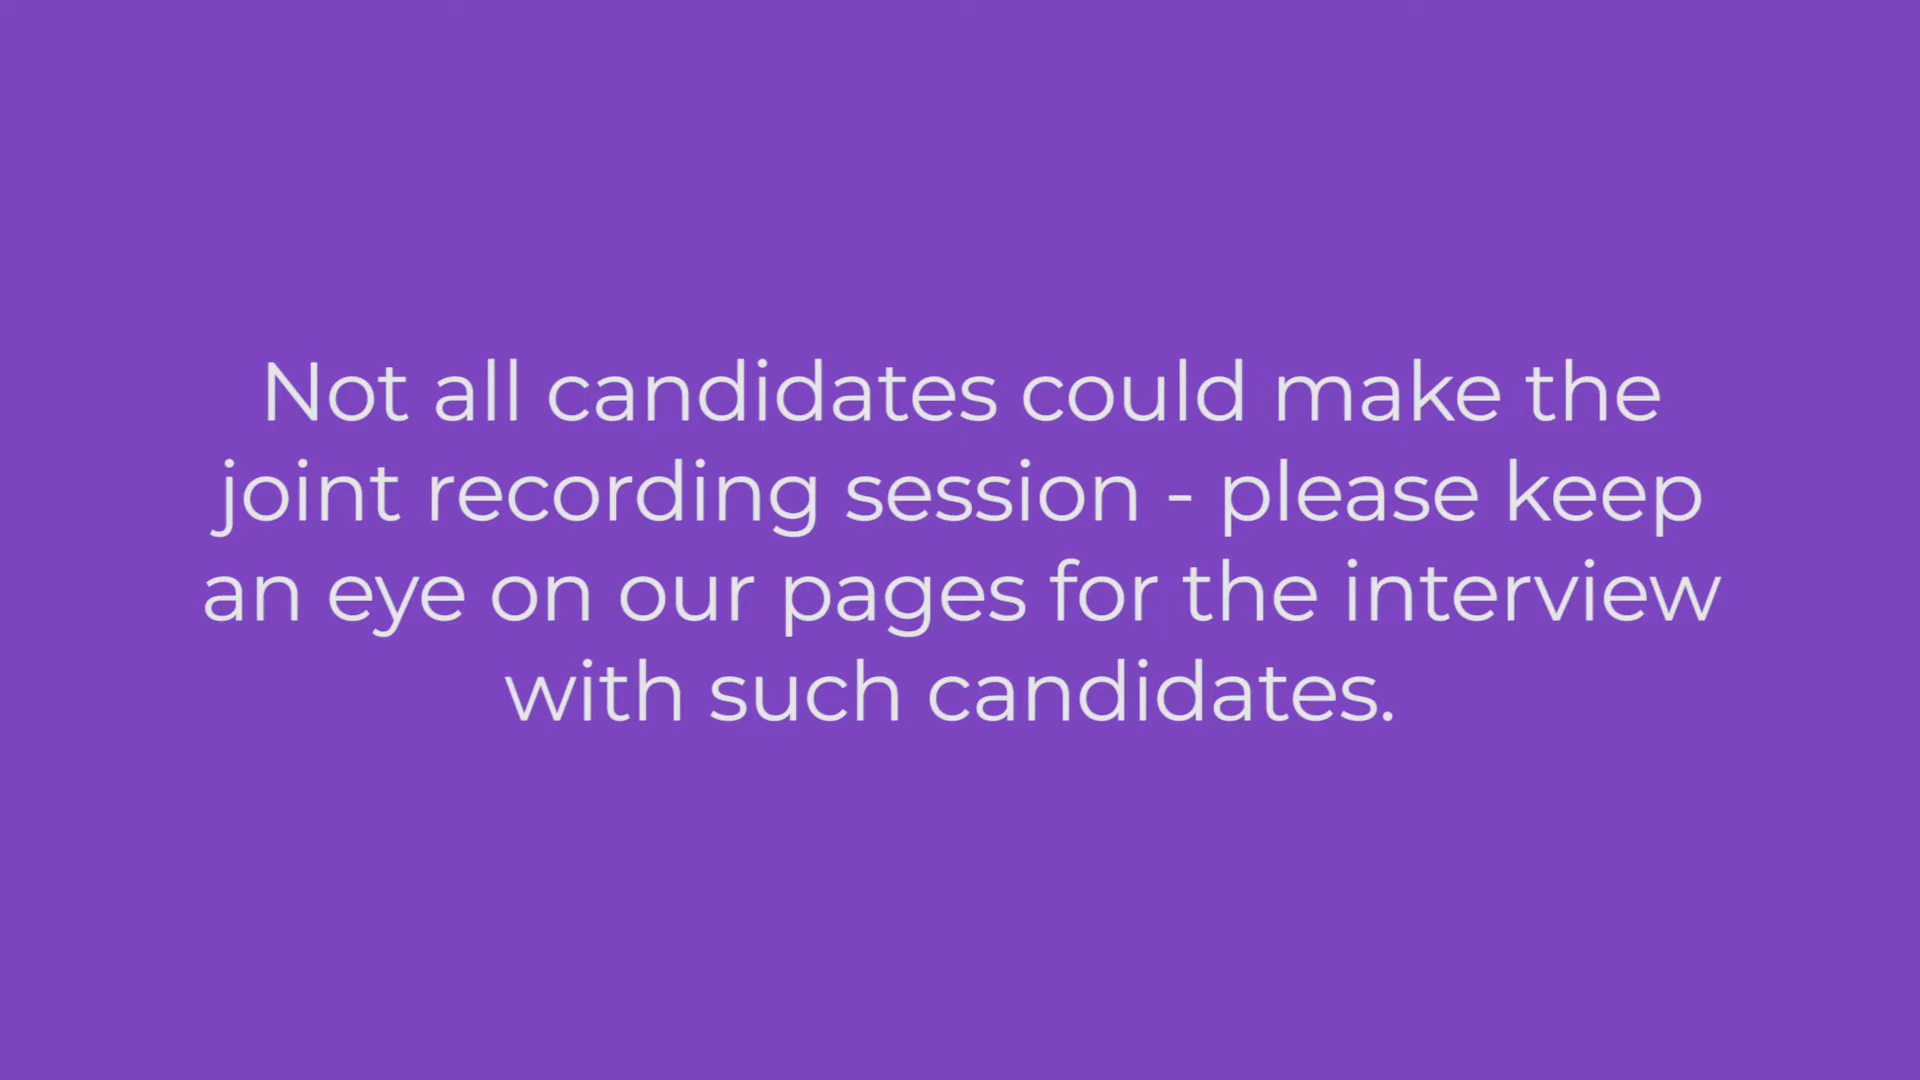 Not all candidates could make the
joint recording session - please keep
an eye on our pages for the interview
with such candidates.